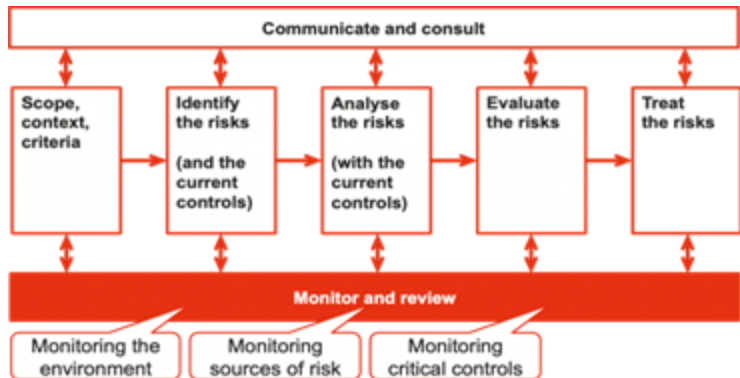 Communicate and consult
Scope,
context,
criteria
Identify
the risks
(and the
current
controls)
Analyse
the risks
(with the
current
controls)
Evaluate
the risks
Treat
the risks
Monitor and review
Monitoring the
environment
Monitoring
sources of risk
Monitoring
critical controls